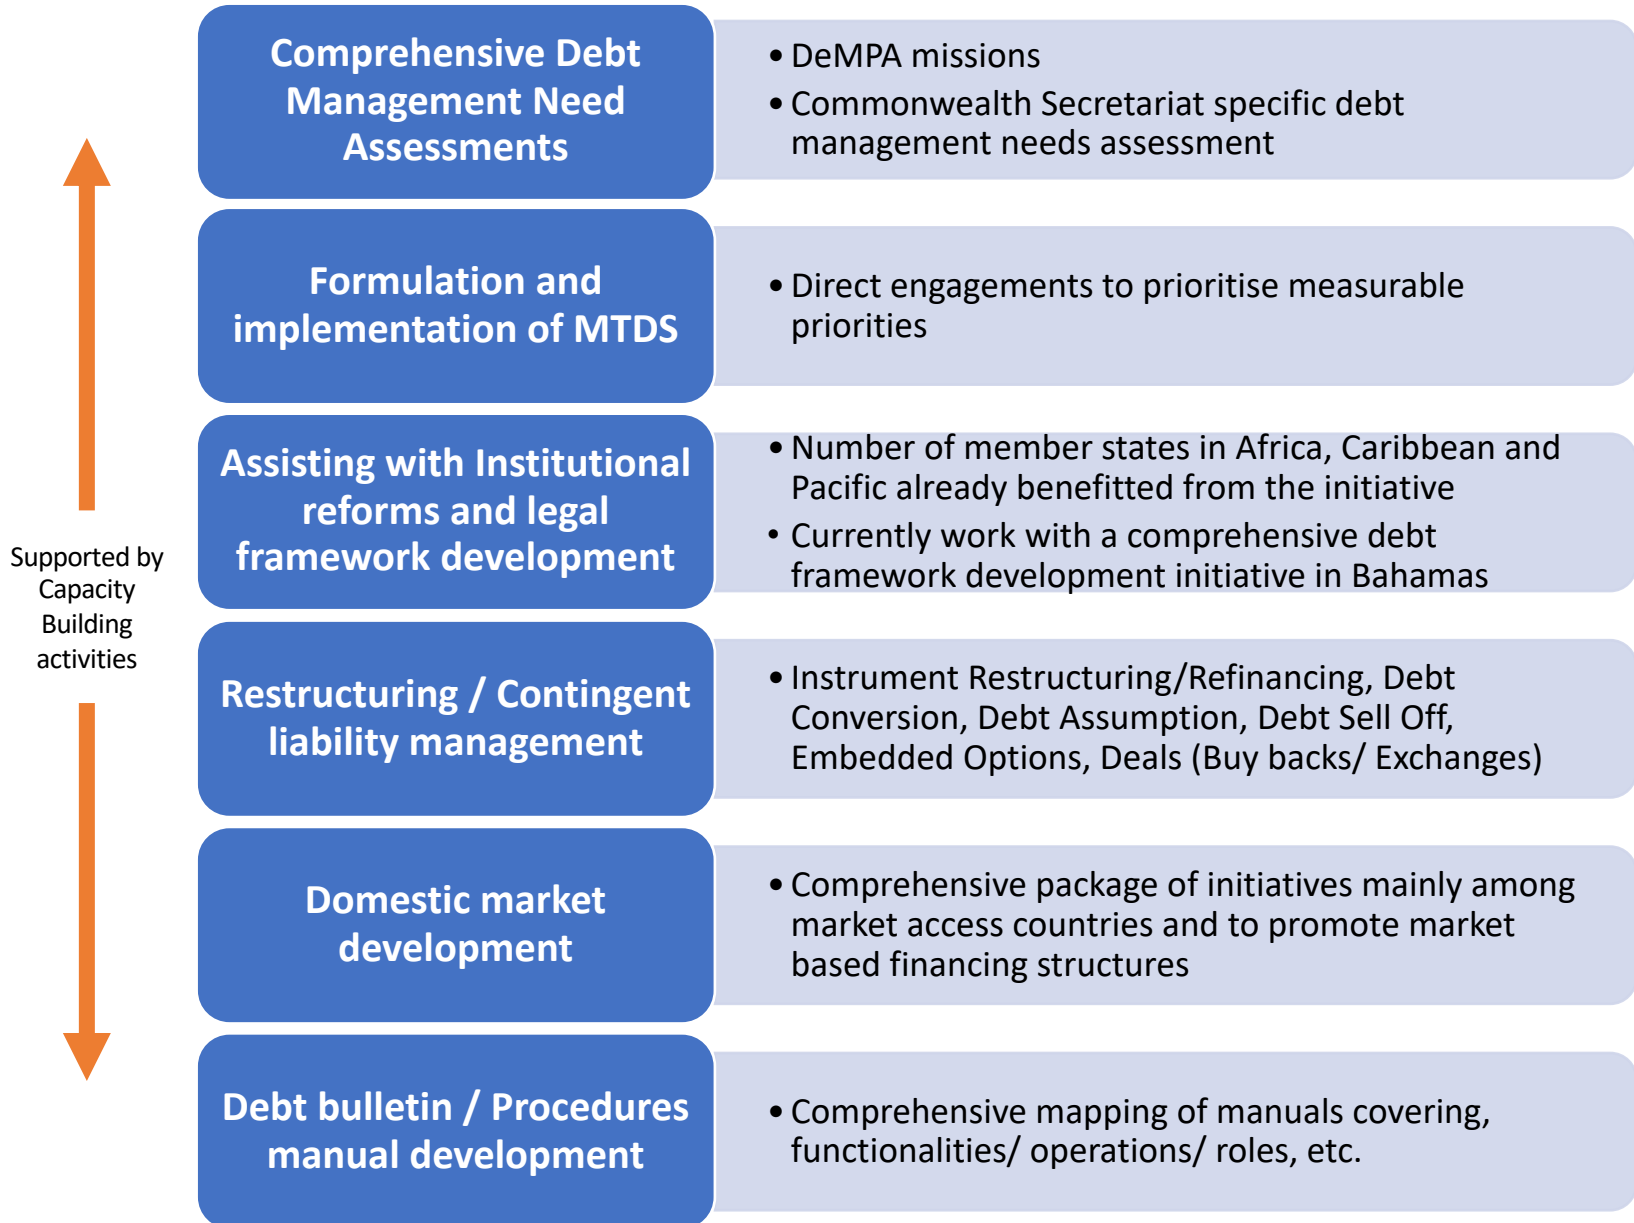 Comprehensive Debt
Management Need
Assessments
• DeMPA missions
• Commonwealth Secretariat specific debt
management needs assessment
Formulation and
implementation of MTDS
• Direct engagements to prioritise measurable
priorities
Assisting with Institutional
reforms and legal
framework development
• Number of member states in Africa, Caribbean and
Pacific already benefitted from the initiative
• Currently work with a comprehensive debt
framework development initiative in Bahamas
Supported by
Capacity
Building
activities
Restructuring / Contingent
liability management
• Instrument Restructuring/Refinancing, Debt
Conversion, Debt Assumption, Debt Sell Off,
Embedded Options, Deals (Buy backs/ Exchanges)
Domestic market
development
• Comprehensive package of initiatives mainly among
market access countries and to promote market
based financing structures
Debt bulletin / Procedures
manual development
• Comprehensive mapping of manuals covering,
functionalities/ operations/ roles, etc.